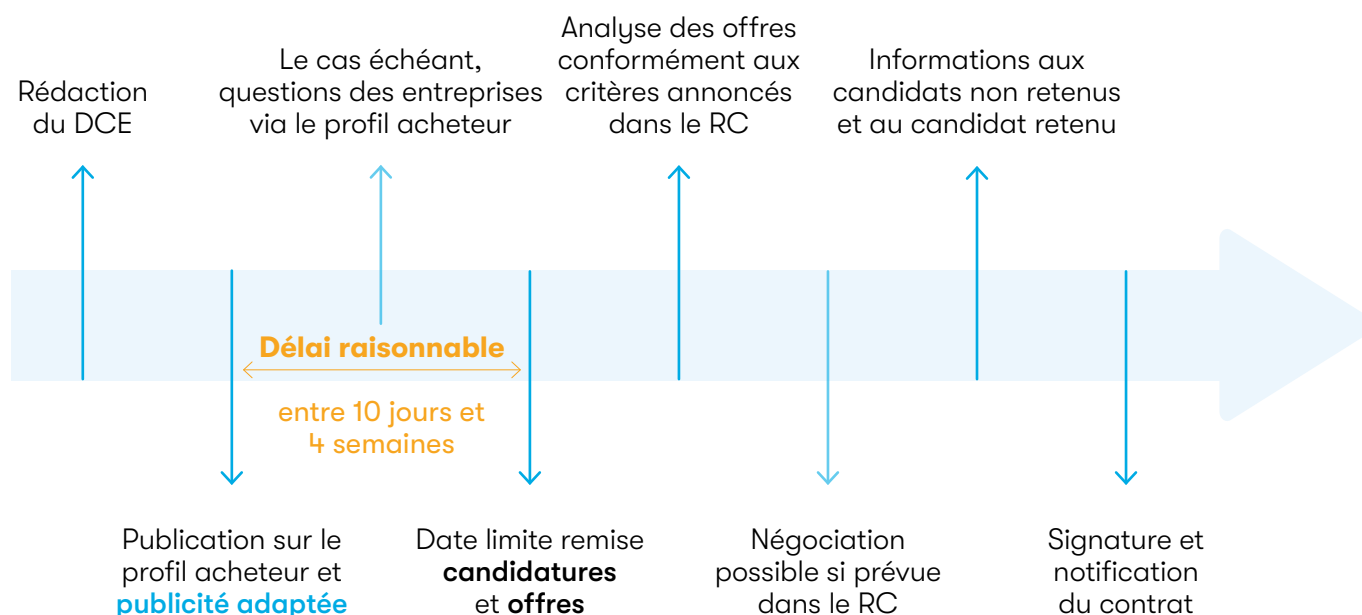 Rédaction
du DCE
Le cas échéant,
questions des entreprises
via le profil acheteur
Analyse des offres
conformément aux
critères annoncés
dans le RC
Informations aux
candidats non retenus
et au candidat retenu
Délai raisonnable
entre 10 jours et
4 semaines
Publication sur le
profil acheteur et
publicité adaptée
Date limite remise
candidatures
et offres
Négociation
possible si prévue
dans le RC
Signature et
notification
du contrat